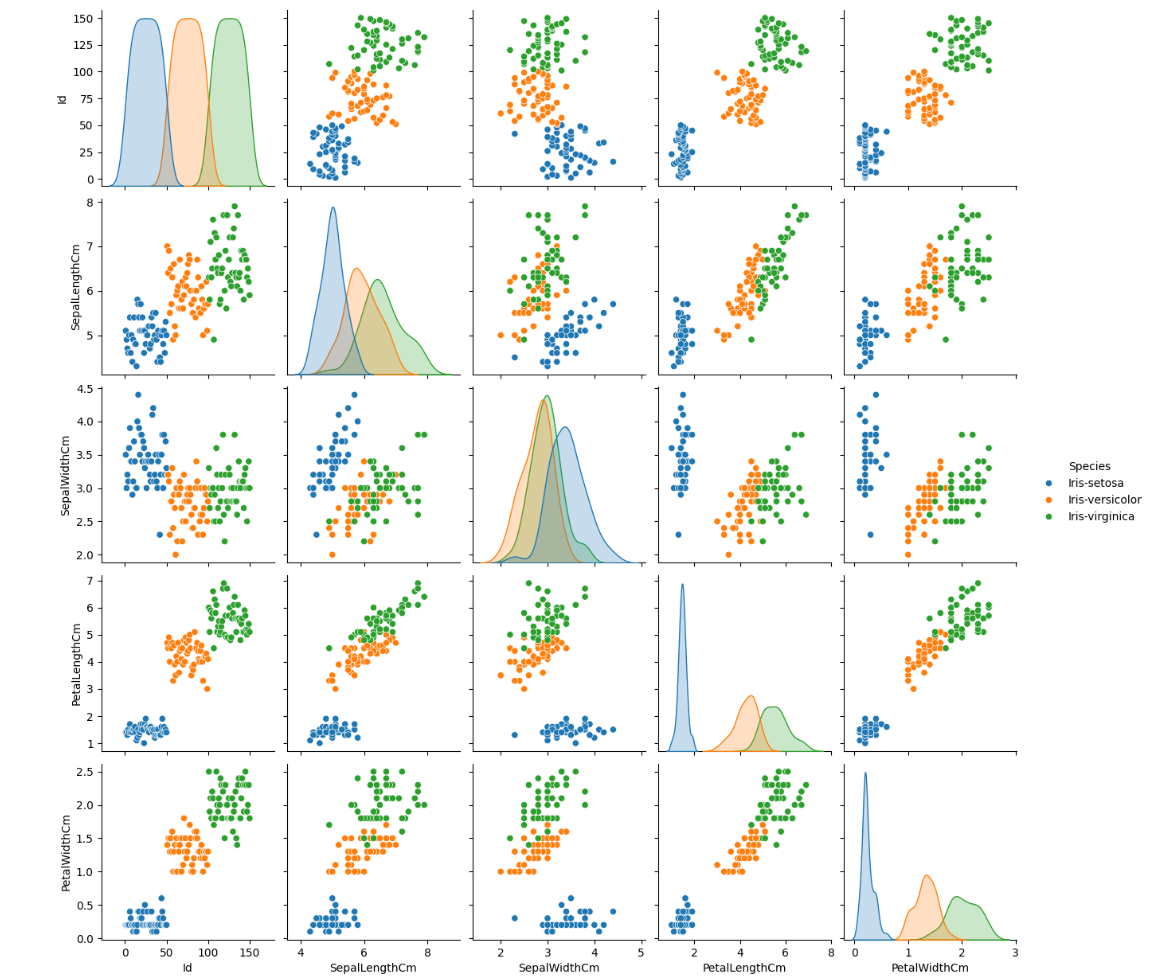 150
125
100
75
50
25
0
Id
8
7
6
5
SepalLengthCm
4.5
4.0
3.5
3.0
2.5
2.0
SepalWidthCm
Species
Iris-setosa
Iris-versicolor
Iris-virginica
7
6
5
4
3
2
1
PetalLengthCm
2.5
2.0
1.5
1.0
0.5
0.0
PetalWidthCm
0 50 100 150
4 6 8
2 3 4 5
2 4 6 8
0 1 2 3
Id
SepalLengthCm
SepalWidthCm
PetalLengthCm
PetalWidthCm